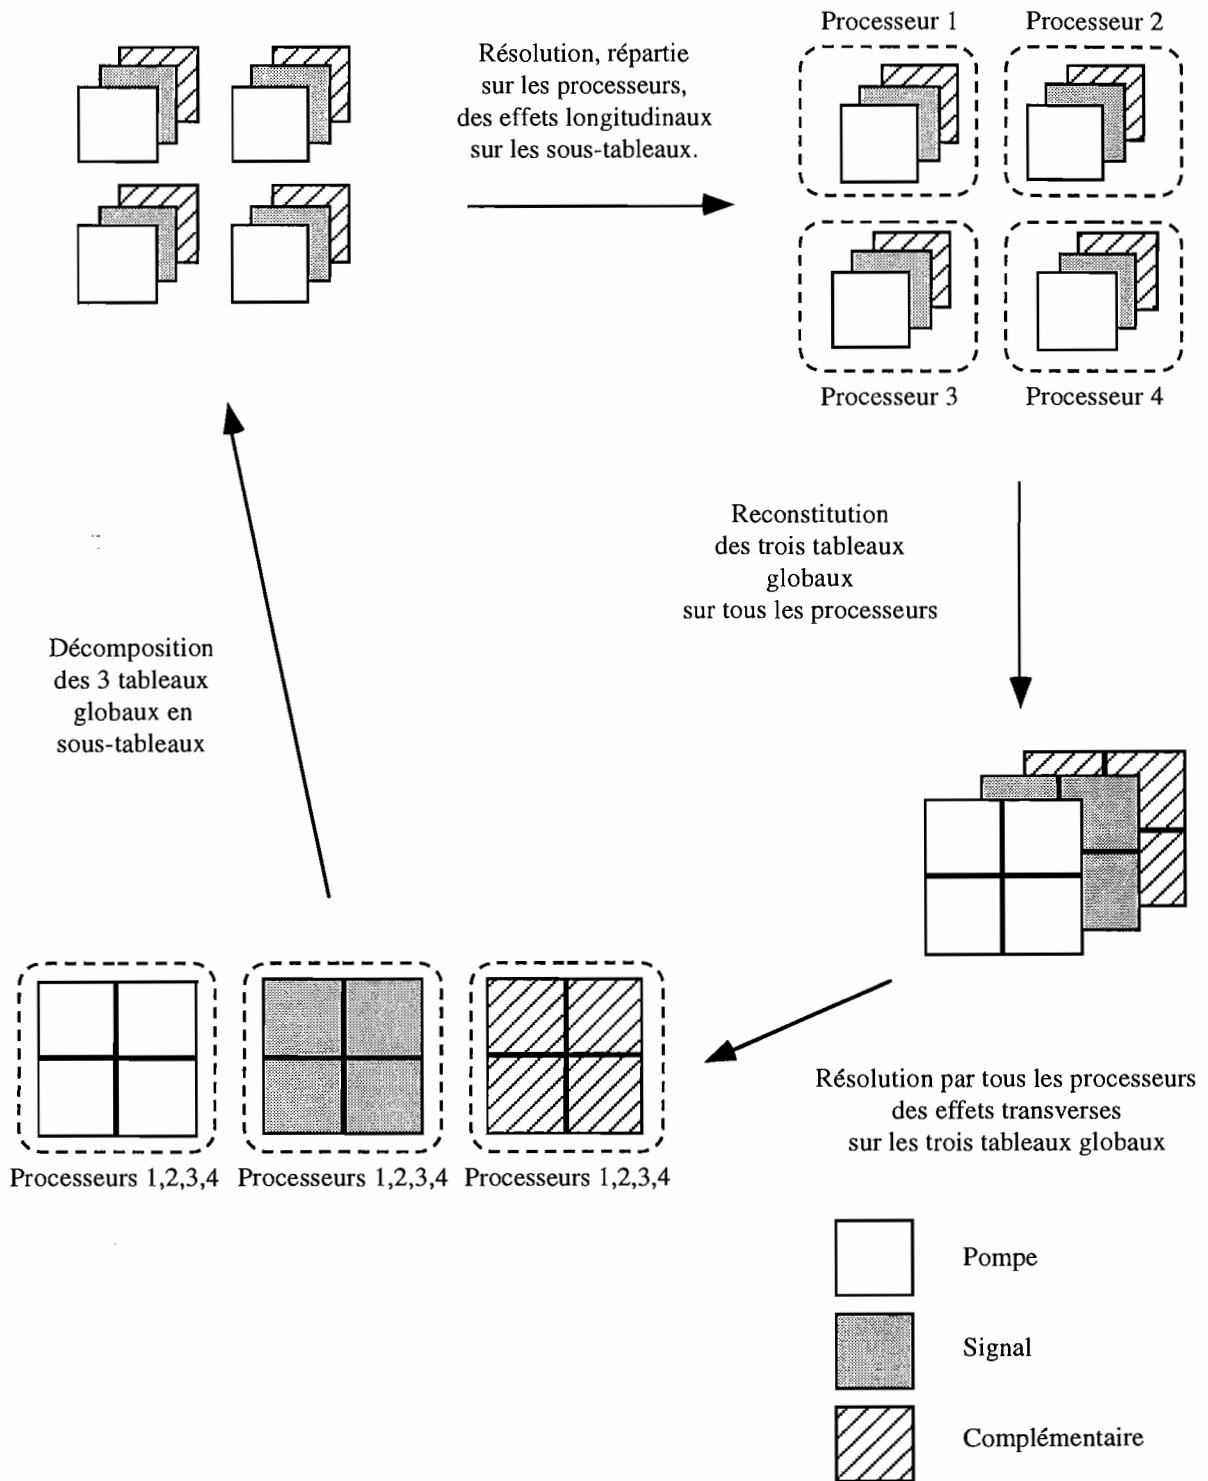 Processeur 1
Processeur 2
Résolution, répartie
sur les processeurs,
des effets longitudinaux
sur les sous-tableaux.
Processeur 3
Processeur 4
Reconstitution
des trois tableaux
globaux
sur tous les processeurs
Décomposition
des 3 tableaux
globaux en
sous-tableaux
Résolution par tous les processeurs
des effets transverses
sur les trois tableaux globaux
Processeurs 1,2,3,4
Processeurs 1,2,3,4
Processeurs 1,2,3,4
Pompe
Signal
Complémentaire